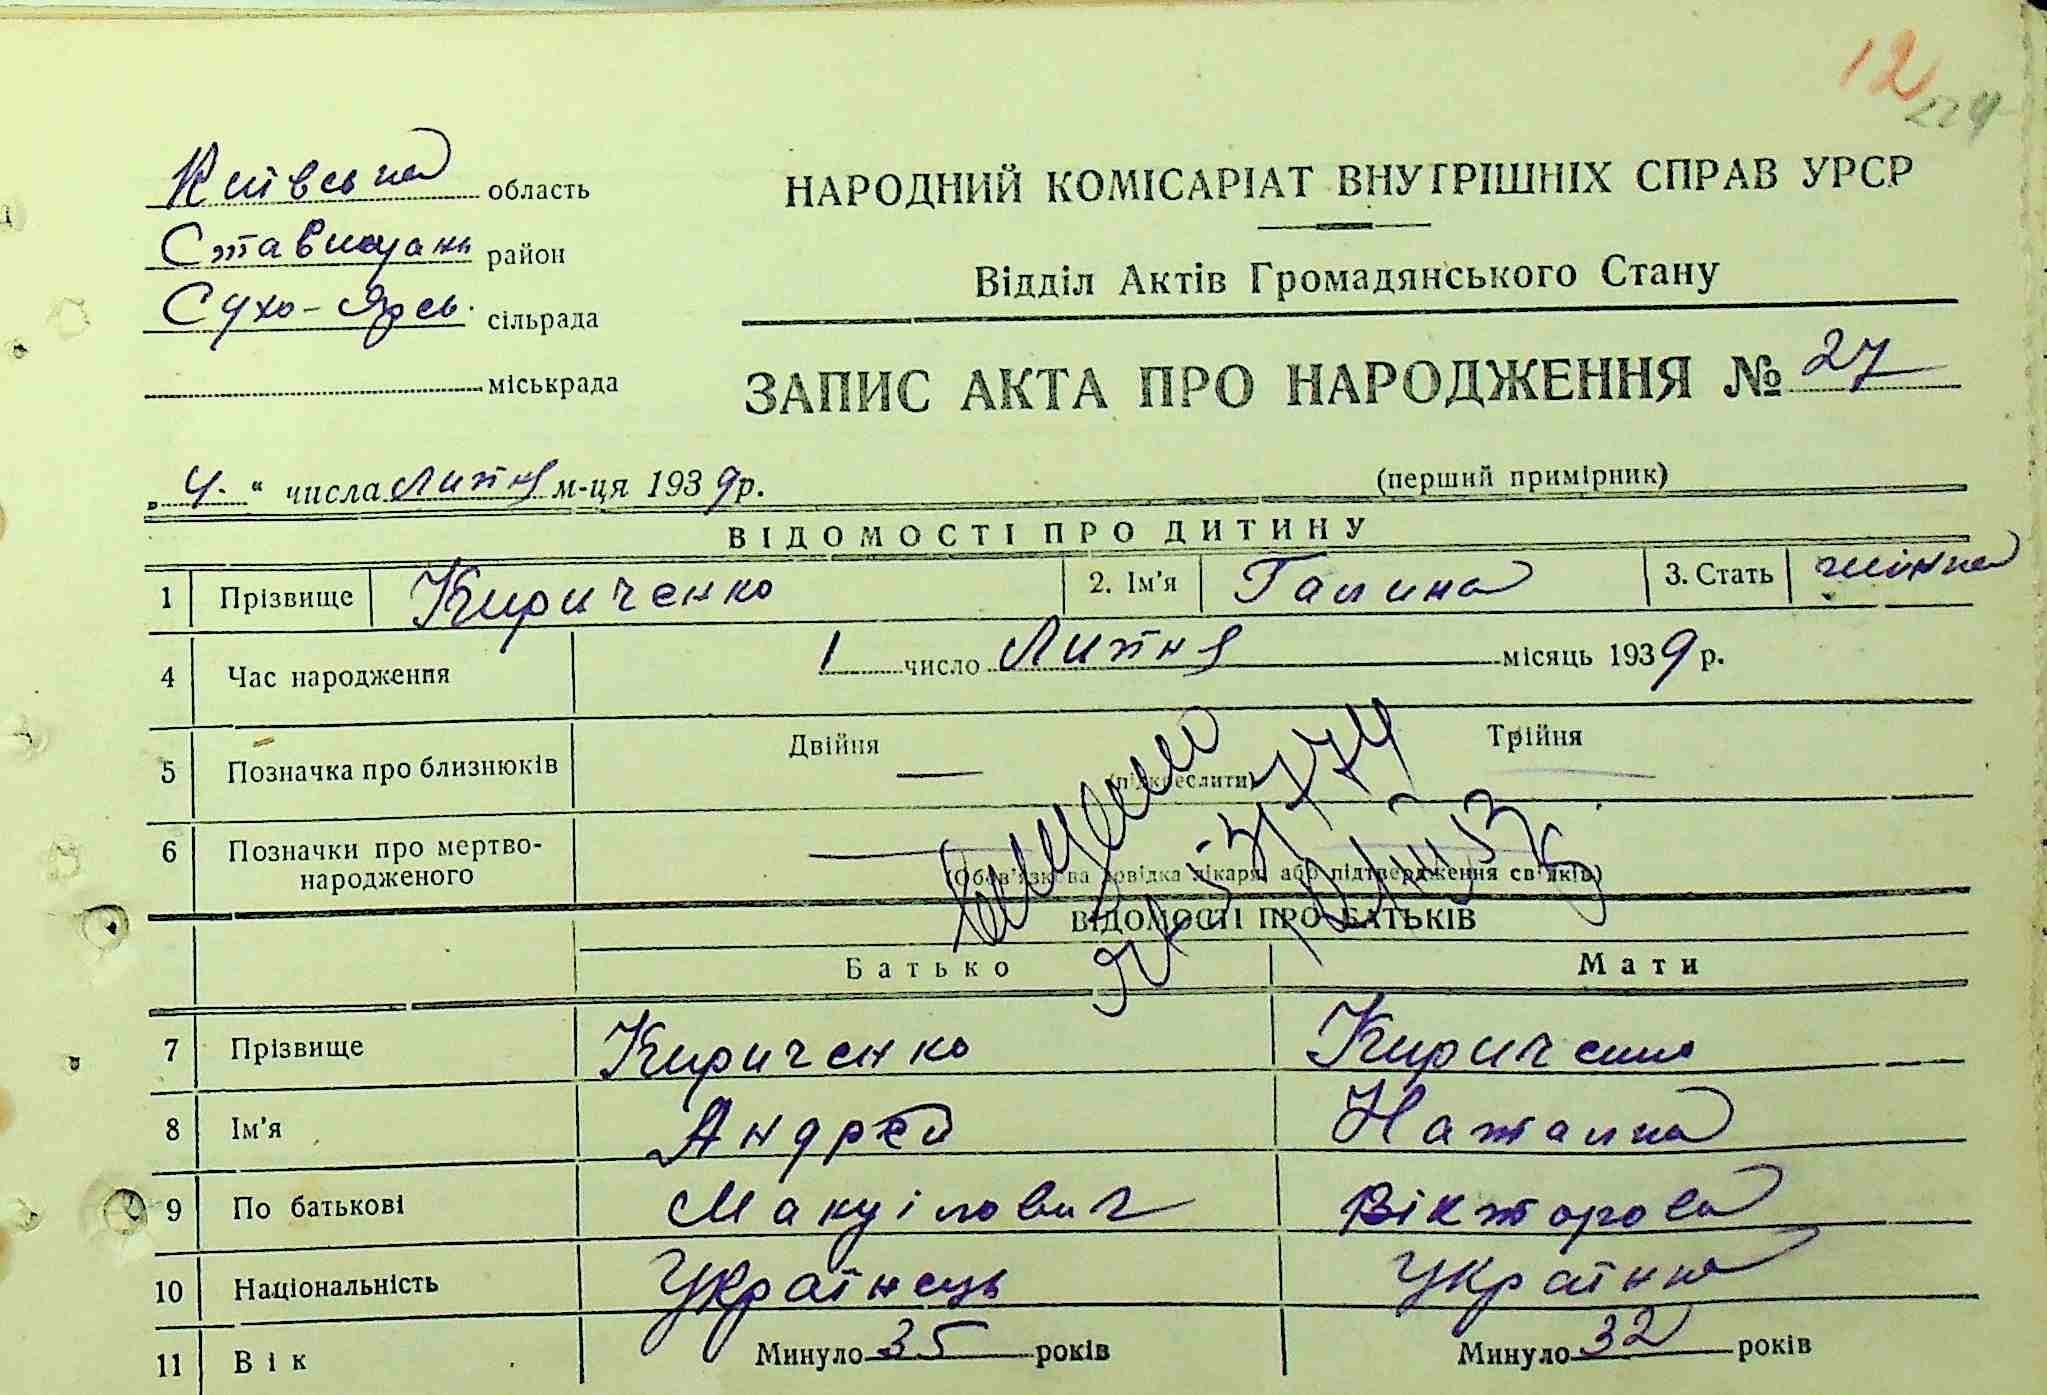 12
224
Київська область
Ставищан. район
Сухо-Ярсь. сільрада
міськрада
НАРОДНИЙ КОМІСАРІАТ ВНУТРІШНІХ СПРАВ УРСР
Відділ Актів Громадянського Стану
ЗАПИС АКТА ПРО НАРОДЖЕННЯ № 27
(перший примірник)
„4." числа Липня м-ця 1939 р.
ВІДОМОСТІ ПРО ДИТИНУ
1 Прізвище Кириченко 2. Ім'я Галина 3. Стать жінка
4 Час народження 1 число Липня місяць 1939 р.
5 Позначка про близнюків Двійня — (підкреслити) Трійня —
6 Позначки про мертвонародженого —
(Обов'язкова довідка лікаря або підтвердження свідків)
ВІДОМОСТІ ПРО БАТЬКІВ
Батько Мати
7 Прізвище Кириченко Кириченко
8 Ім'я Андрей Наталка
9 По батькові Мануілович Вікторова
10 Національність Українець Українка
11 Вік Минуло 35 років Минуло 32 років